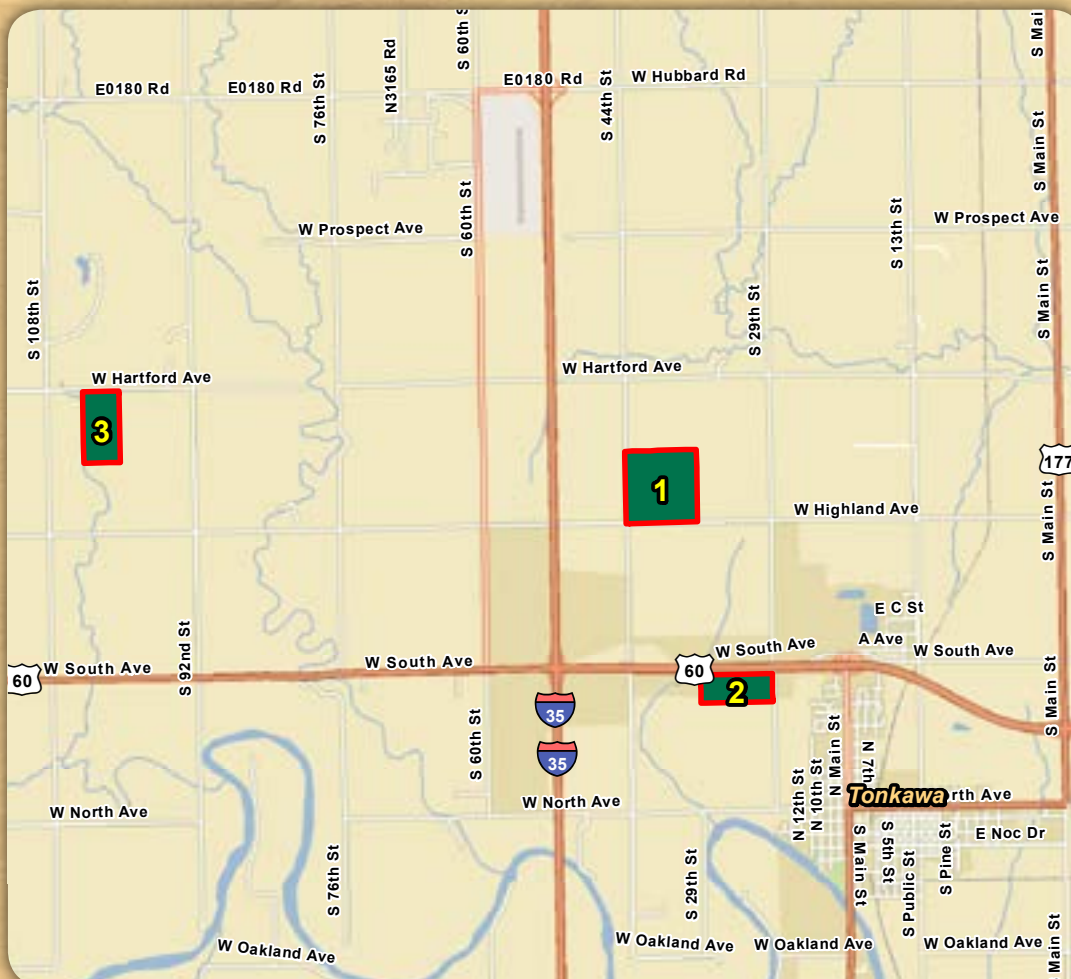 S 60th S
S Mai
E0180 Rd
E0180 Rd
N3165 Rd
S 76th St
E0180 Rd
S 44th St
W Hubbard Rd
S Main St
S 60th St
W Prospect Ave
S 13th St
W Prospect Ave
S 108th St
S 29th St
S Main St
W Hartford Ave
W Hartford Ave
3
1
177
W Highland Ave
S Main St
E C St
A Ave
W South Ave
W South Ave
W South Ave
W South Ave
S 92nd St
60
60
2
S Main St
35
35
S 60th St
N Main St
N 7th
N 12th St
N 10th St
W North Ave
W North Ave
Tonkawa
rth Ave
E Noc Dr
S 76th St
S 29th St
S Main St
S 5th St
S Public St
S Pine St
W Oakland Ave
W Oakland Ave
W Oakland Ave
W Oakland Ave
Main St